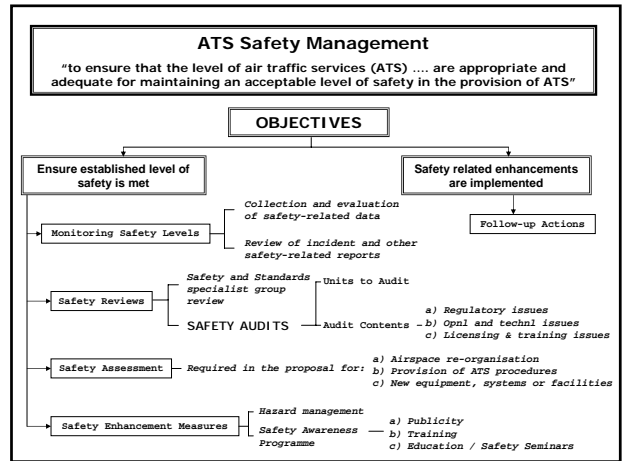 ATS Safety Management
“to ensure that the level of air traffic services (ATS) .... are appropriate and
adequate for maintaining an acceptable level of safety in the provision of ATS”
OBJECTIVES
Ensure established level of
safety is met
Safety related enhancements
are implemented
Follow-up Actions
Monitoring Safety Levels
Collection and evaluation
of safety-related data
Review of incident and other
safety-related reports
Safety Reviews
Safety and Standards
specialist group
review
SAFETY AUDITS
Units to Audit
Audit Contents
a) Regulatory issues
b) Opnl and technl issues
c) Licensing & training issues
Safety Assessment
Required in the proposal for:
a) Airspace re-organisation
b) Provision of ATS procedures
c) New equipment, systems or facilities
Safety Enhancement Measures
Hazard management
Safety Awareness
Programme
a) Publicity
b) Training
c) Education / Safety Seminars